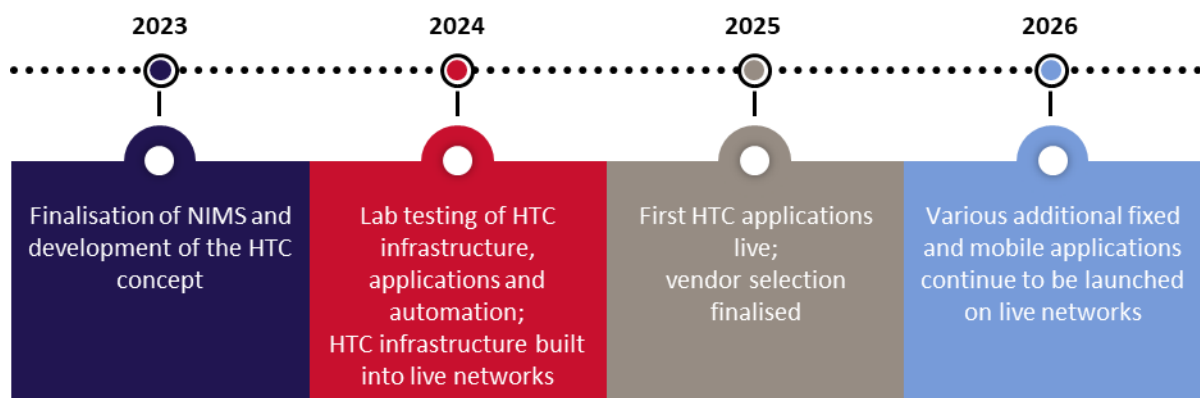 2023
2024
2025
2026
Finalisation of NIMS and
development of the HTC
concept
Lab testing of HTC
infrastructure,
applications and
automation;
HTC infrastructure built
into live networks
First HTC applications
live;
vendor selection
finalised
Various additional fixed
and mobile applications
continue to be launched
on live networks